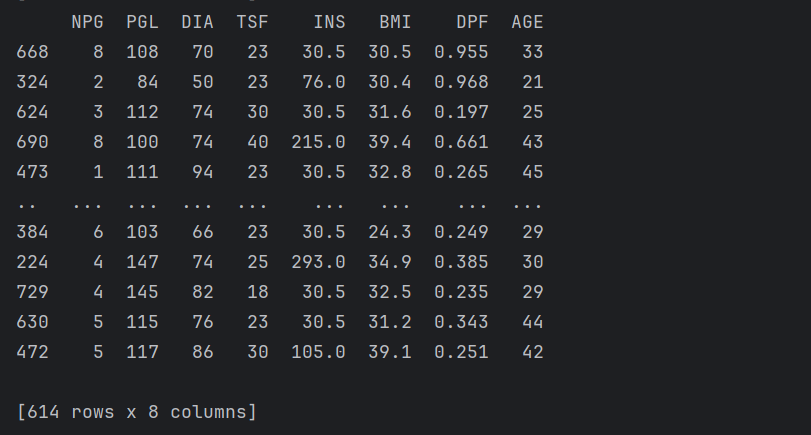 NPG PGL DIA TSF INS BMI DPF AGE
668 8 108 70 23 30.5 30.5 0.955 33
324 2 84 50 23 76.0 30.4 0.968 21
624 3 112 74 30 30.5 31.6 0.197 25
690 8 100 74 40 215.0 39.4 0.661 43
473 1 111 94 23 30.5 32.8 0.265 45
.. ... ... ... ... ... ... ... ...
384 6 103 66 23 30.5 24.3 0.249 29
224 4 147 74 25 293.0 34.9 0.385 30
729 4 145 82 18 30.5 32.5 0.235 29
630 5 115 76 23 30.5 31.2 0.343 44
472 5 117 86 30 105.0 39.1 0.251 42
[614 rows x 8 columns]